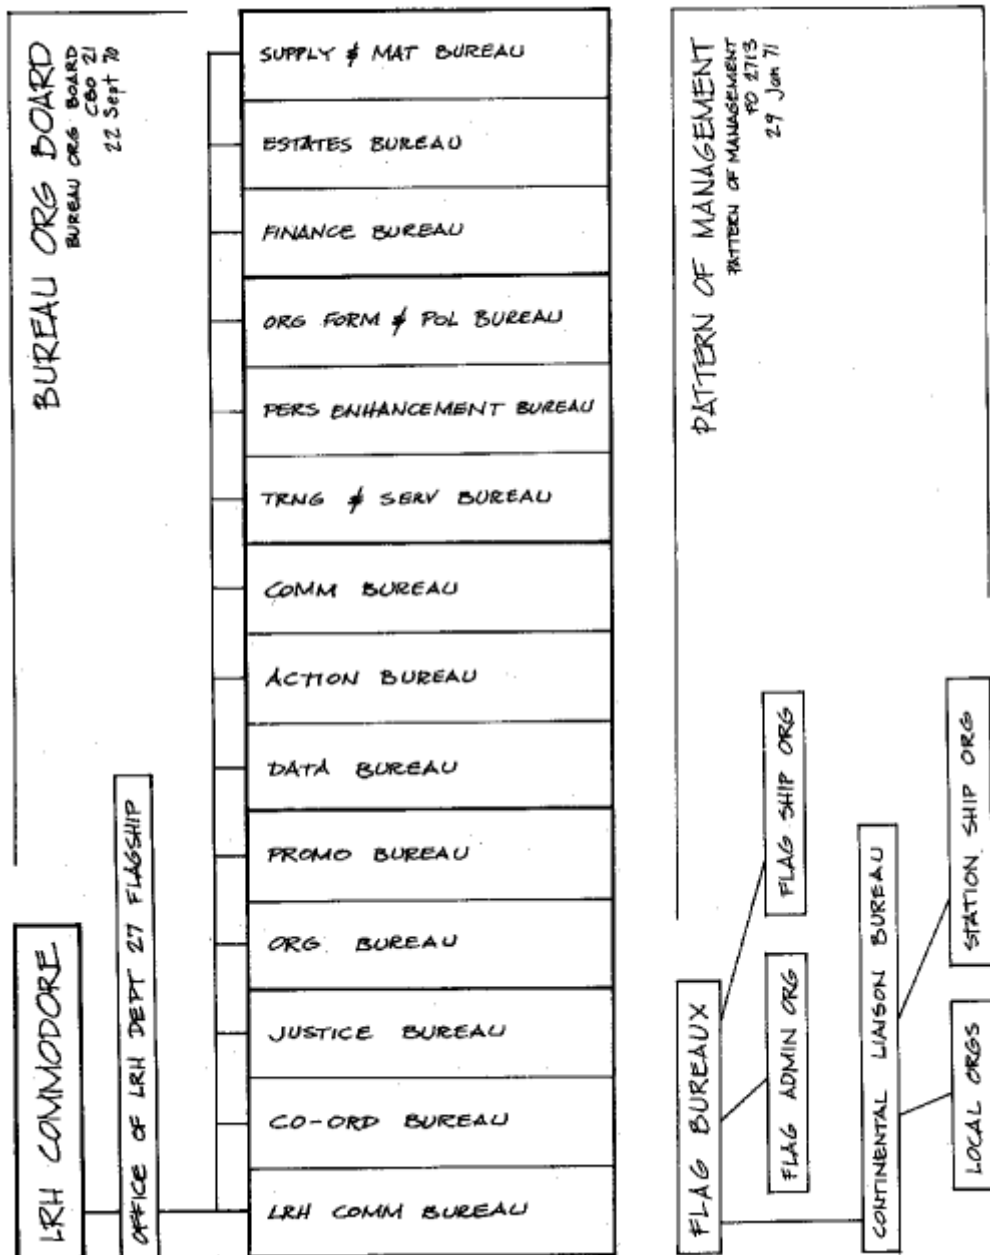 BUREAU ORG BOARD
BUREAU ORG BOARD
CBO 21
22 Sept 70
LRH COMMODORE
OFFICE OF LRH DEPT 27 FLAGSHIP
SUPPLY & MAT BUREAU
ESTATES BUREAU
FINANCE BUREAU
ORG FORM & POL BUREAU
PERS ENHANCEMENT BUREAU
TRNG & SERV BUREAU
COMM BUREAU
ACTION BUREAU
DATA BUREAU
PROMO BUREAU
ORG BUREAU
JUSTICE BUREAU
CO-ORD BUREAU
LRH COMM BUREAU
PATTERN OF MANAGEMENT
PATTERN OF MANAGEMENT
FO 2713
29 Jan 71
FLAG BUREAUX
FLAG SHIP ORG
FLAG ADMIN ORG
CONTINENTAL LIAISON BUREAU
STATION SHIP ORG
LOCAL ORGS